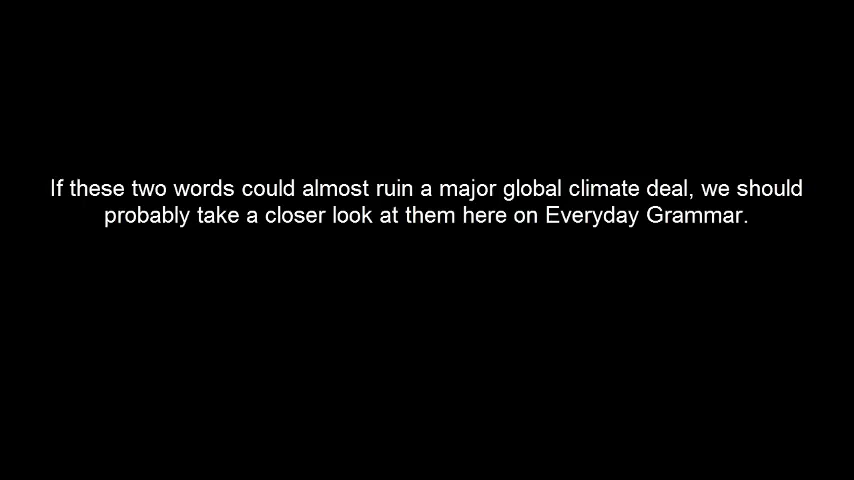 If these two words could almost ruin a major global climate deal, we should
probably take a closer look at them here on Everyday Grammar.